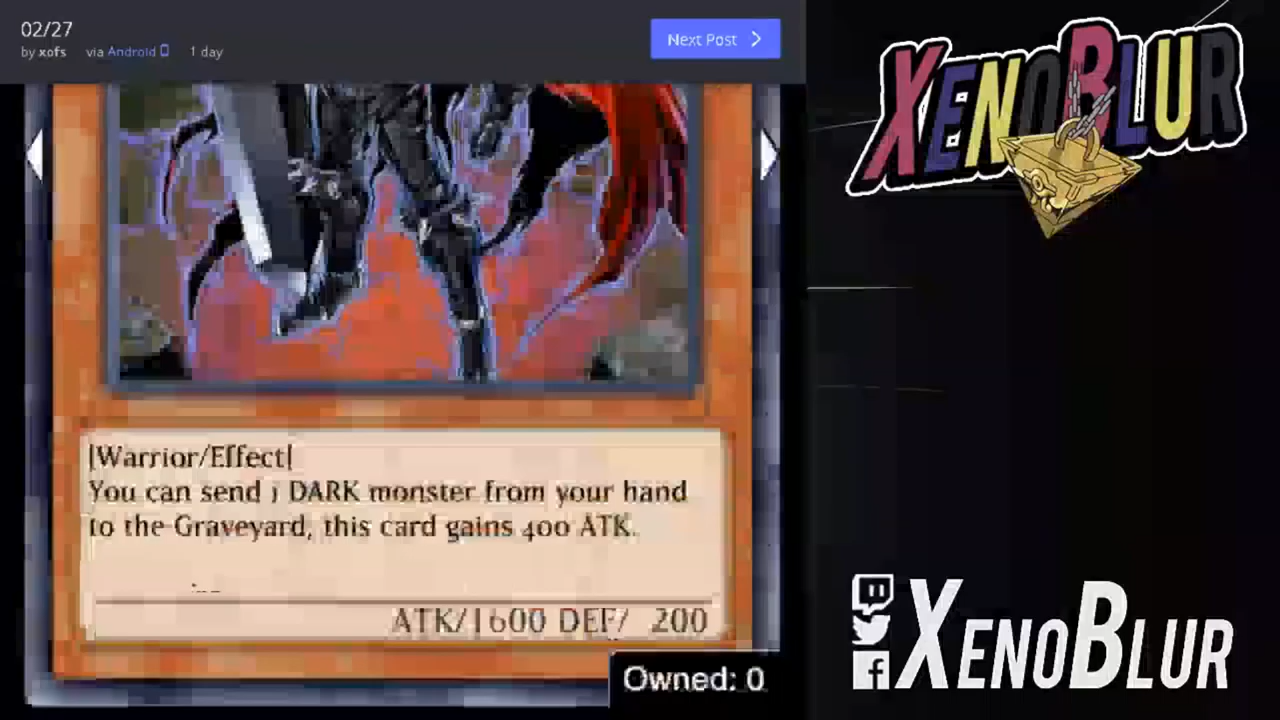 02/27
by xofs via Android 1 day
Next Post
XENOBLUR
[Warrior/Effect]
You can send 1 DARK monster from your hand
to the Graveyard, this card gains 400 ATK.
ATK/1600 DEF/ 200
Owned: 0
XENOBLUR